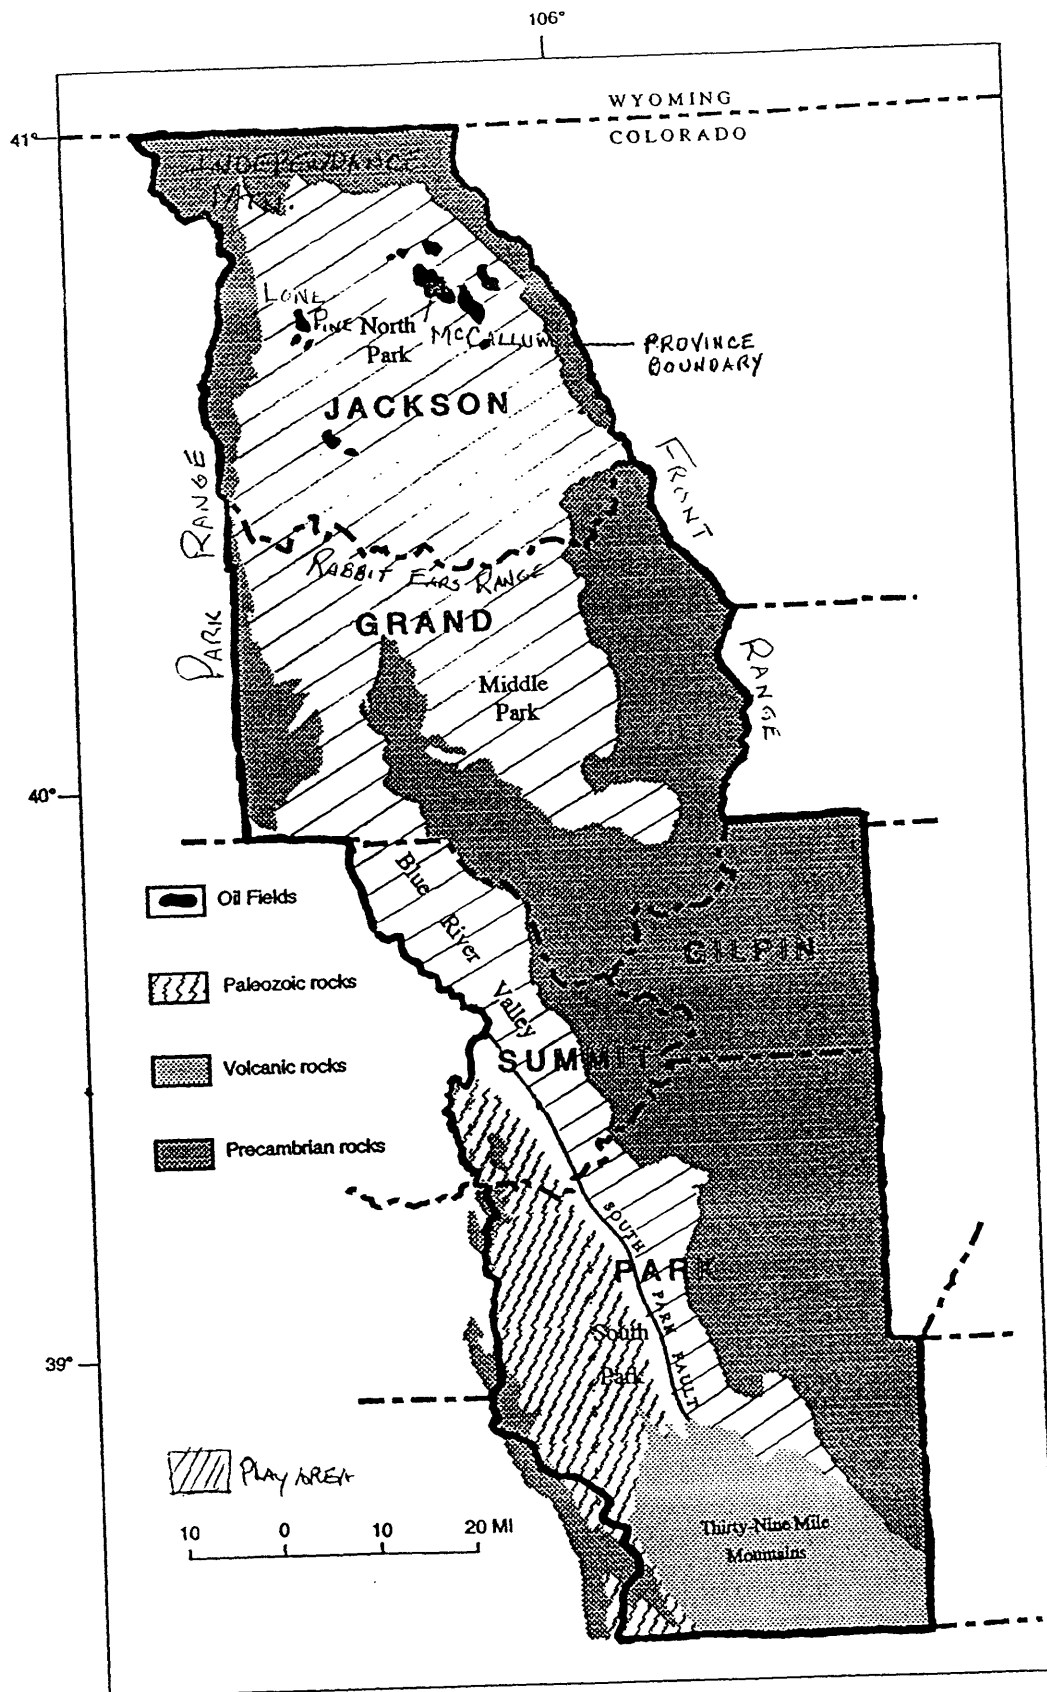 106°
WYOMING
COLORADO
41°
INDEPENDANCE
MTN.
LONE
PINE
North
Park
McCALLUM
PROVINCE
BOUNDARY
JACKSON
FRONT
RANGE
PARK RANGE
RABBIT EARS RANGE
GRAND
Middle
Park
40°
Blue
River
Valley
Oil Fields
GILPIN
Paleozoic rocks
SUMMIT
Volcanic rocks
Precambrian rocks
SOUTH
PARK
PARK
FAULT
South
Park
39°
PLAY AREA
10 0 10 20 MI
Thirty-Nine Mile
Mountains